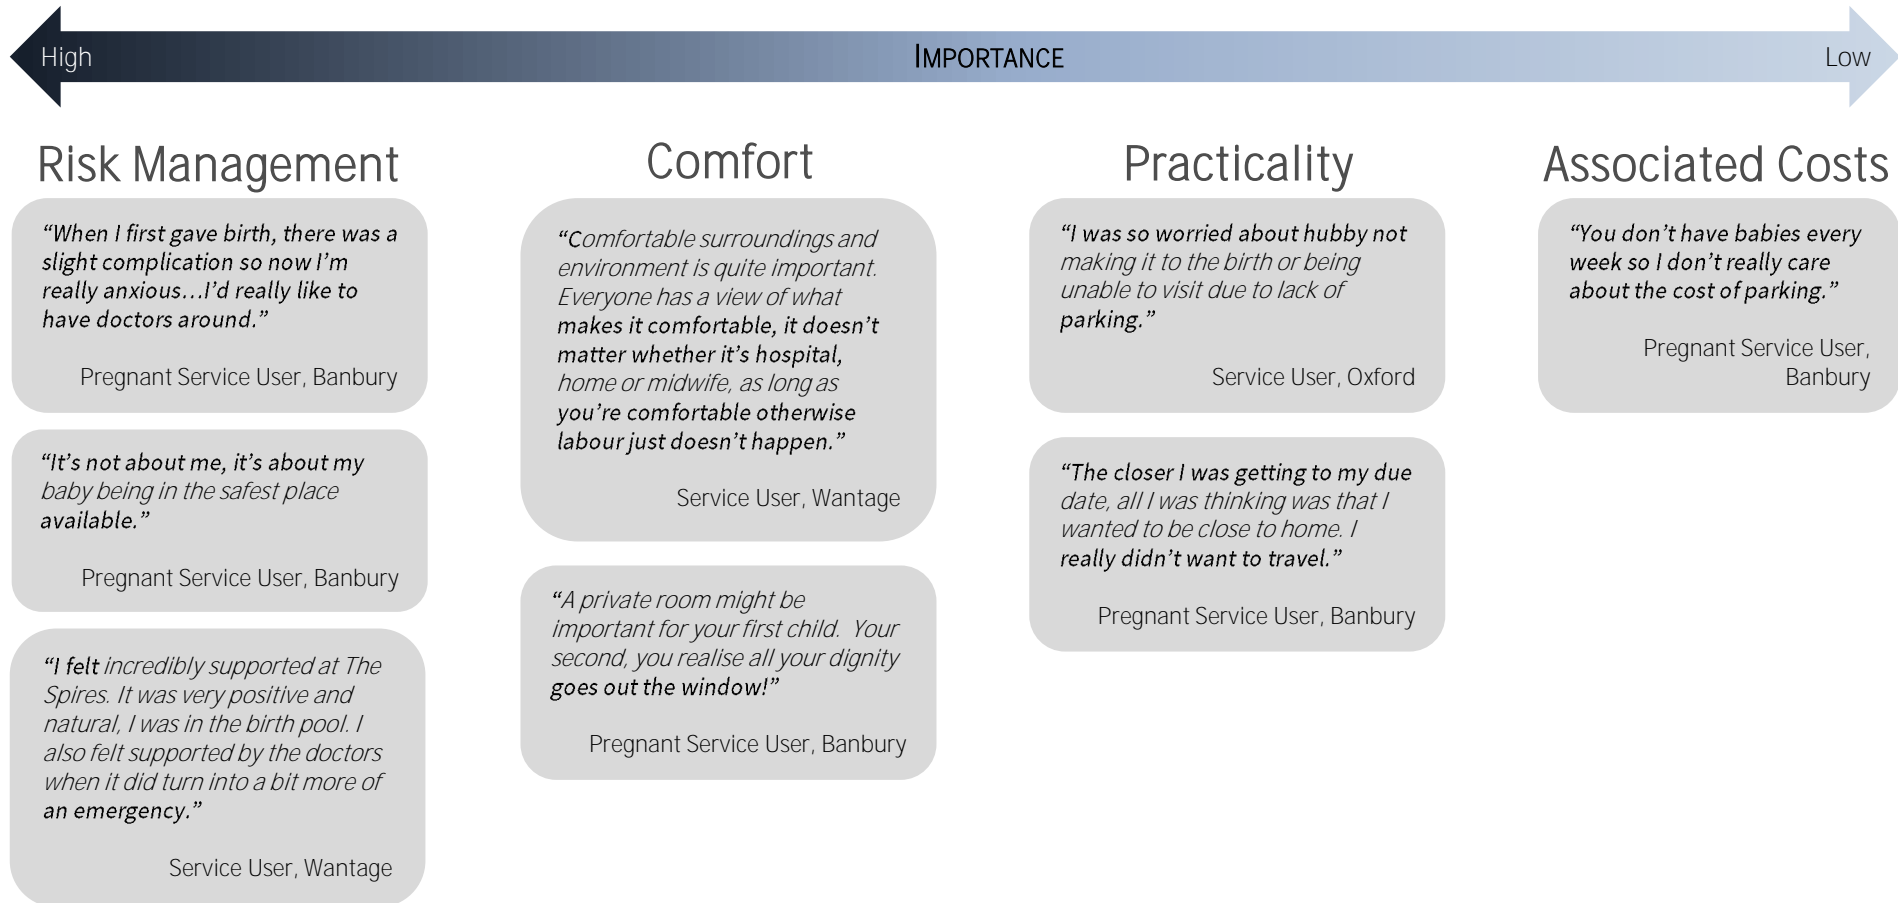 High
IMPORTANCE
Low
Risk Management
“When I first gave birth, there was a
slight complication so now I’m
really anxious…I’d really like to
have doctors around.”
Pregnant Service User, Banbury
“It’s not about me, it’s about my
baby being in the safest place
available.”
Pregnant Service User, Banbury
“I felt incredibly supported at The
Spires. It was very positive and
natural, I was in the birth pool. I
also felt supported by the doctors
when it did turn into a bit more of
an emergency.”
Service User, Wantage
Comfort
“Comfortable surroundings and
environment is quite important.
Everyone has a view of what
makes it comfortable, it doesn’t
matter whether it’s hospital,
home or midwife, as long as
you’re comfortable otherwise
labour just doesn’t happen.”
Service User, Wantage
“A private room might be
important for your first child.  Your
second, you realise all your dignity
goes out the window!”
Pregnant Service User, Banbury
Practicality
“I was so worried about hubby not
making it to the birth or being
unable to visit due to lack of
parking.”
Service User, Oxford
“The closer I was getting to my due
date, all I was thinking was that I
wanted to be close to home. I
really didn’t want to travel.”
Pregnant Service User, Banbury
Associated Costs
“You don’t have babies every
week so I don’t really care
about the cost of parking.”
Pregnant Service User,
Banbury